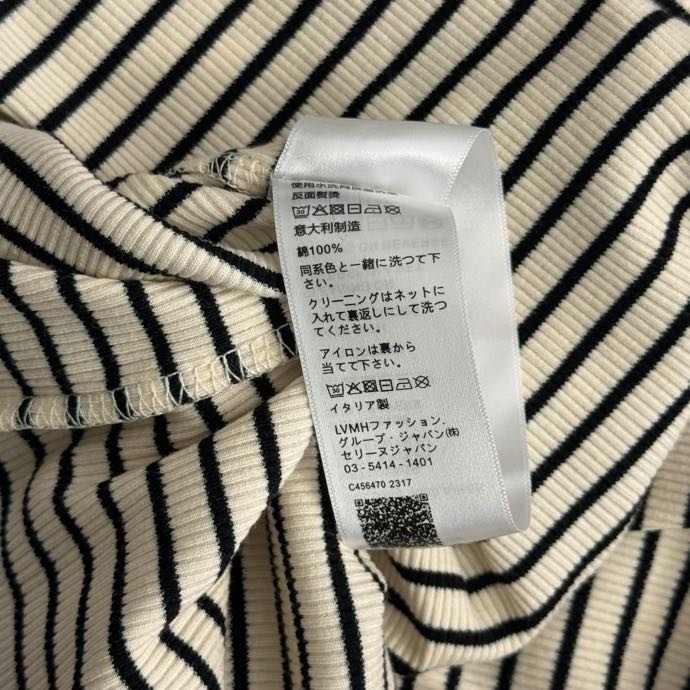 反面熨烫
意大利制造
綿100%
同系色と一緒に洗つて下
さい。
クリーニングはネットに
入れて裏返しにして洗つ
てください。
アイロンは裏から
当てて下さい。
イタリア製
LVMHファッション.
グループ・ジャパン㈱
セリーヌジャパン
03-5414-1401
C456470 2317